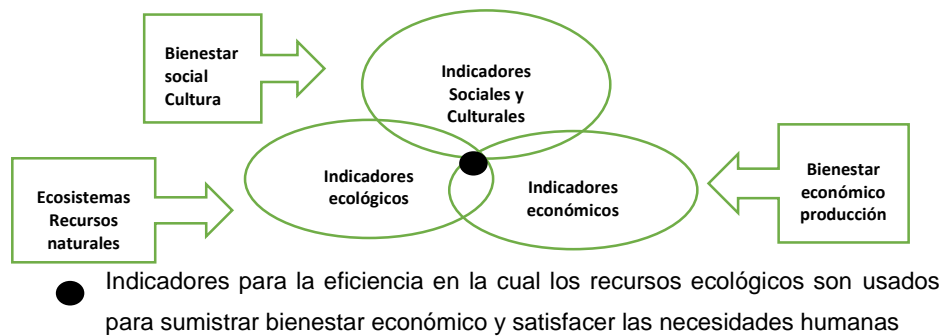 Bienestar
social
Cultura
Indicadores
Sociales y
Culturales
Ecosistemas
Recursos
naturales
Indicadores
ecológicos
Indicadores
económicos
Bienestar
económico
producción
Indicadores para la eficiencia en la cual los recursos ecológicos son usados
para sumistrar bienestar económico y satisfacer las necesidades humanas